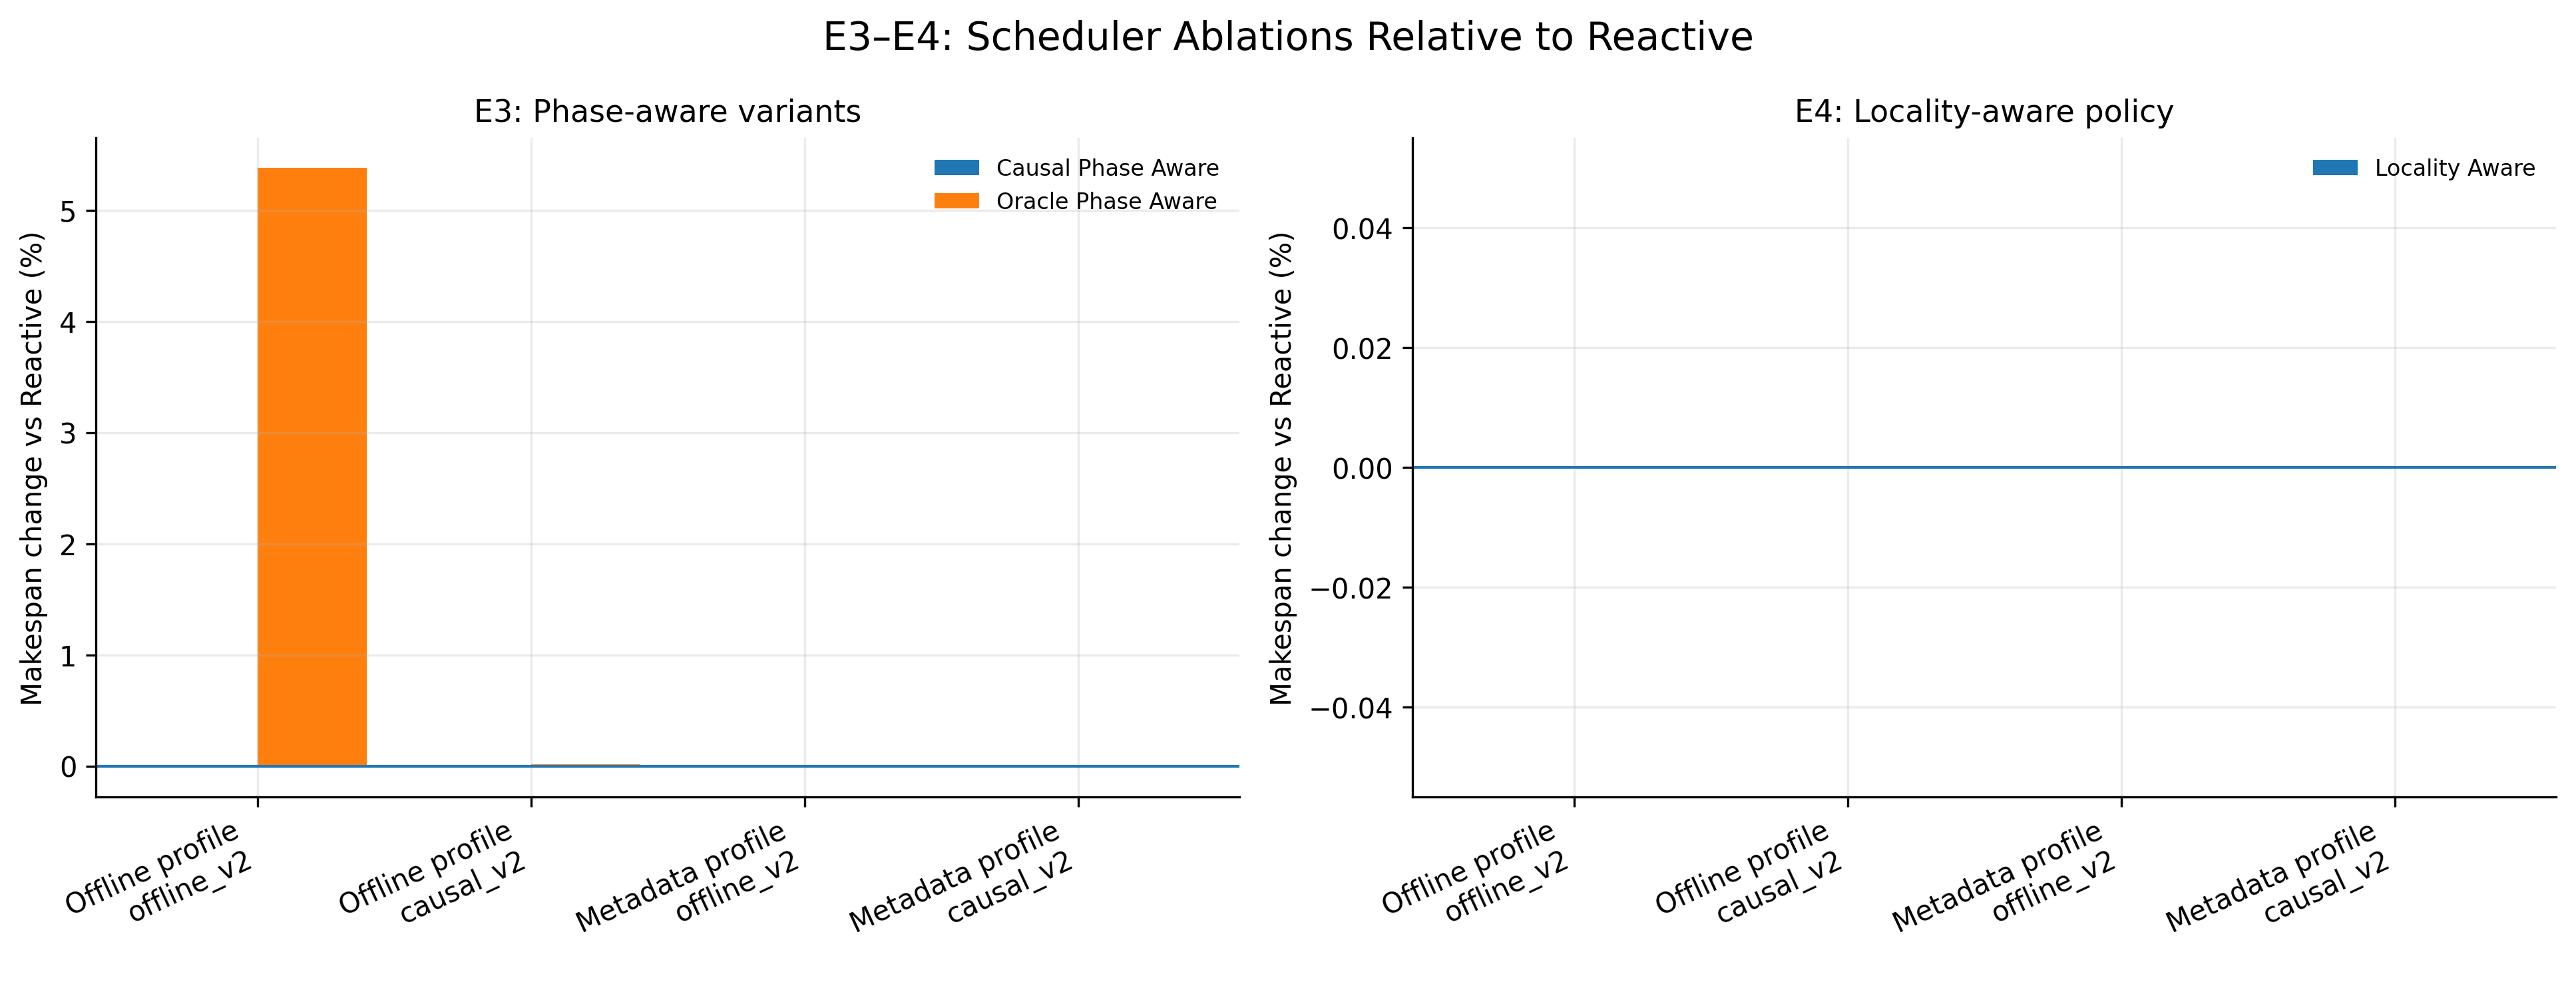 E3–E4: Scheduler Ablations Relative to Reactive
E3: Phase-aware variants
Makespan change vs Reactive (%)
5
4
3
2
1
0
Causal Phase Aware
Oracle Phase Aware
Offline profile
offline_v2
Offline profile
causal_v2
Metadata profile
offline_v2
Metadata profile
causal_v2
E4: Locality-aware policy
Makespan change vs Reactive (%)
0.04
0.02
0.00
−0.02
−0.04
Locality Aware
Offline profile
offline_v2
Offline profile
causal_v2
Metadata profile
offline_v2
Metadata profile
causal_v2